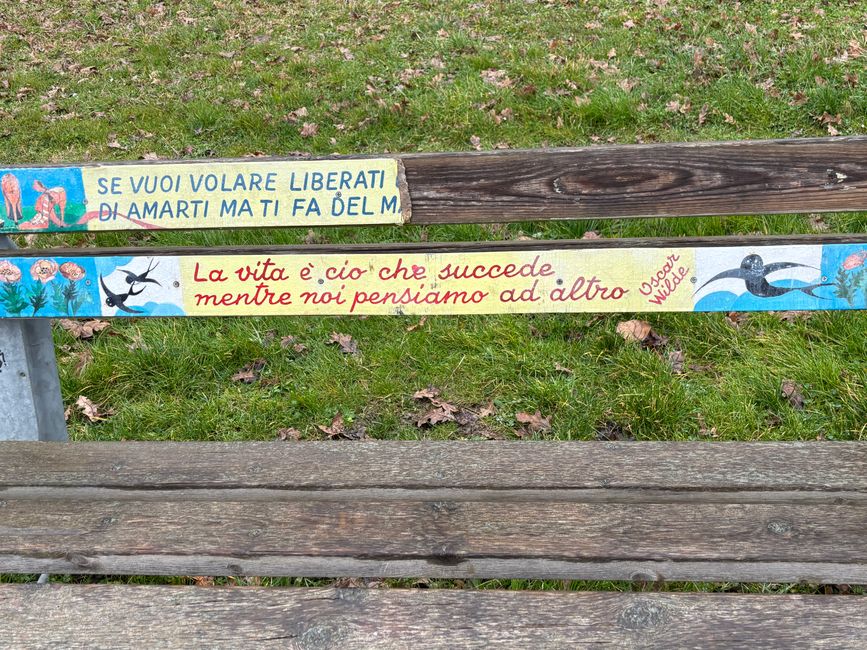 SE VUOI VOLARE LIBERATI
DI AMARTI MA TI FA DEL M
La vita è ciò che succede
mentre noi pensiamo ad altro
Oscar
Wilde